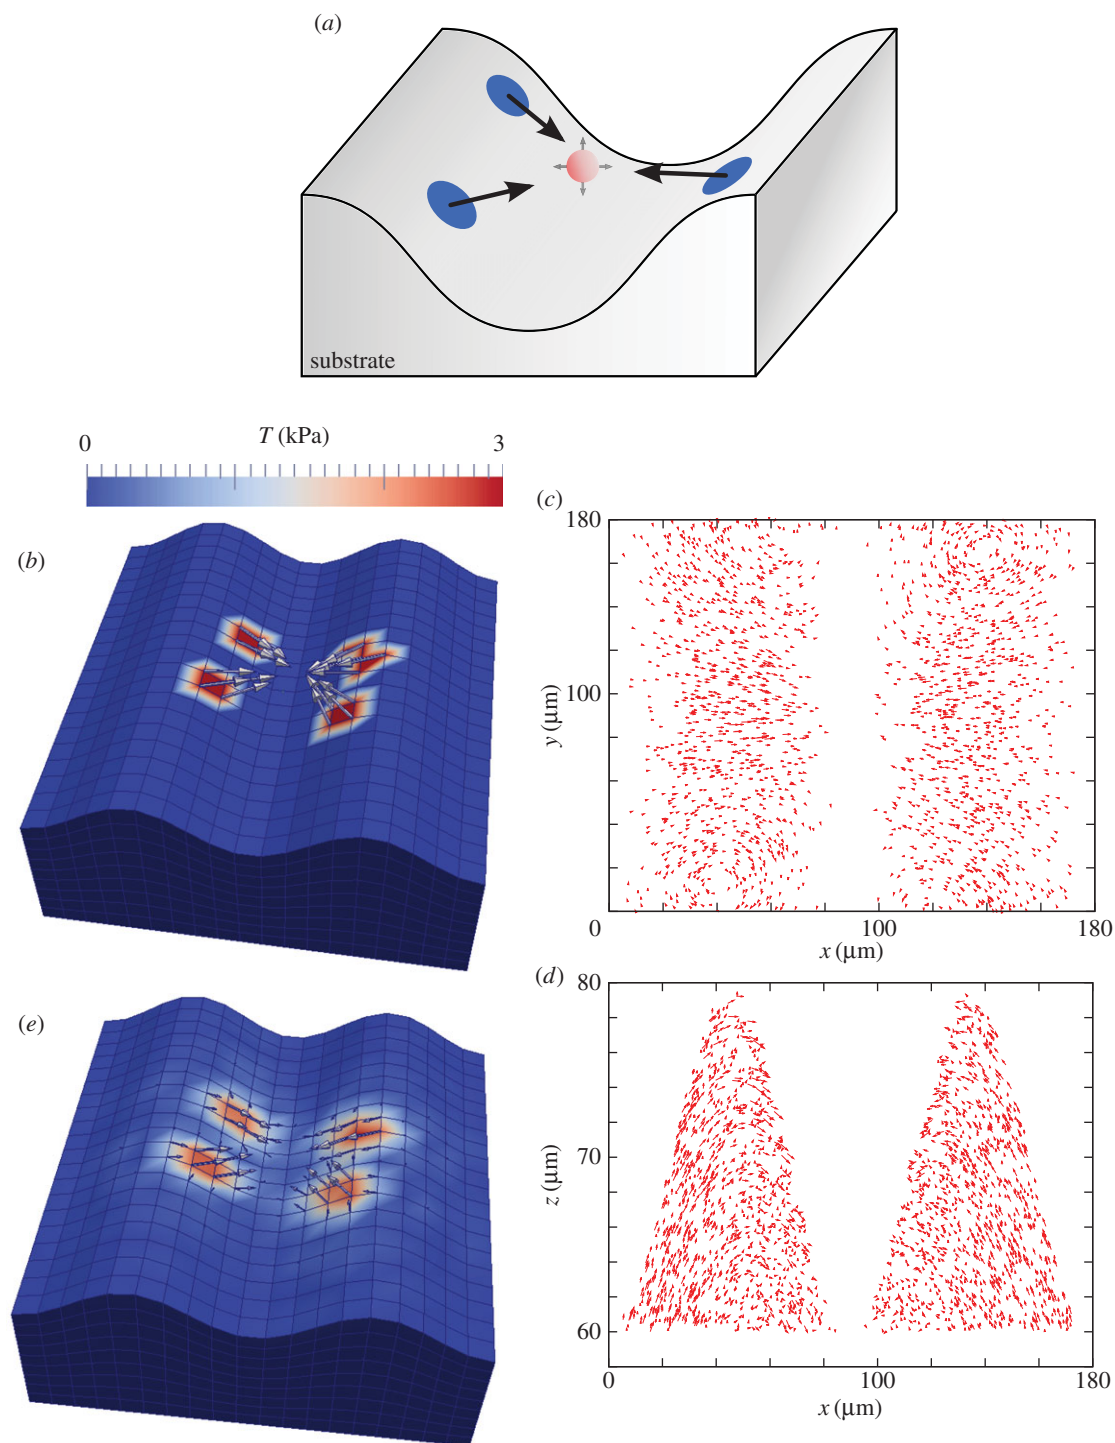 (a)
substrate
0 T (kPa) 3
(b)
(c)
180
100
y (μm)
0 100 180
x (μm)
(d)
80
70
z (μm)
60
0 100 180
x (μm)
(e)